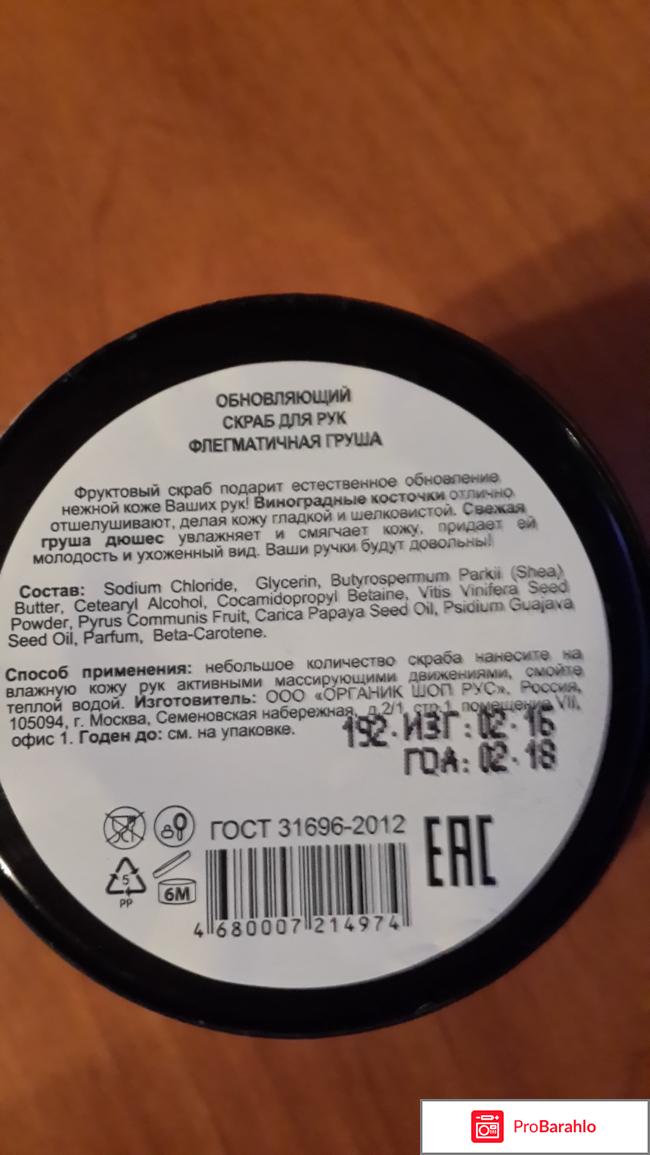 ОБНОВЛЯЮЩИЙ
СКРАБ ДЛЯ РУК
ФЛЕГМАТИЧНАЯ ГРУША
Фруктовый скраб подарит естественное обновление
нежной коже Ваших рук! Виноградные косточки отлично
отшелушивают, делая кожу гладкой и шелковистой. Свежая
груша дюшес увлажняет и смягчает кожу, придает ей
молодость и ухоженный вид. Ваши ручки будут довольны!
Состав: Sodium Chloride, Glycerin, Butyrospermum Parkii (Shea)
Butter, Cetearyl Alcohol, Cocamidopropyl Betaine, Vitis Vinifera Seed
Powder, Pyrus Communis Fruit, Carica Papaya Seed Oil, Psidium Guajava
Seed Oil, Parfum, Beta-Carotene.
Способ применения: небольшое количество скраба нанесите на
влажную кожу рук активными массирующими движениями, смойте
теплой водой. Изготовитель: ООО «ОРГАНИК ШОП РУС», Россия,
105094, г. Москва, Семеновская набережная, д.2/1, стр.1, помещение VII,
офис 1. Годен до: см. на упаковке.
192. ИЗГ: 02.16
ГОД: 02.18
ГОСТ 31696-2012
EAC
5
PP
6M
4 680007 214974
ProBarahlo